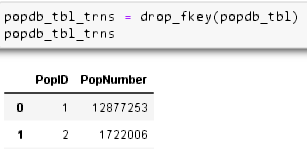 popdb_tbl_trns = drop_fkey(popdb_tbl)
popdb_tbl_trns
PopID PopNumber
0 1 12877253
1 2 1722006